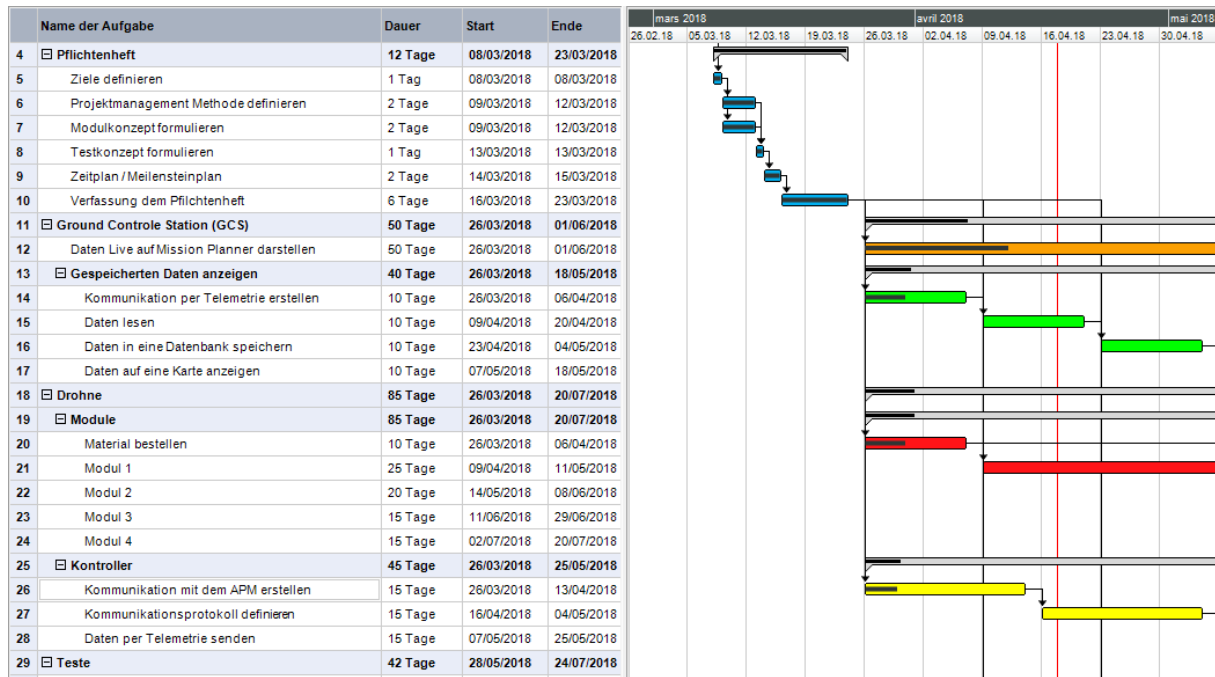 mars 2018 avril 2018 mai 2018
Name der Aufgabe Dauer Start Ende 26.02.18 05.03.18 12.03.18 19.03.18 26.03.18 02.04.18 09.04.18 16.04.18 23.04.18 30.04.18
4 Pflichtenheft 12 Tage 08/03/2018 23/03/2018
5 Ziele definieren 1 Tag 08/03/2018 08/03/2018
6 Projektmanagement Methode definieren 2 Tage 09/03/2018 12/03/2018
7 Modulkonzept formulieren 2 Tage 09/03/2018 12/03/2018
8 Testkonzept formulieren 1 Tag 13/03/2018 13/03/2018
9 Zeitplan / Meilensteinplan 2 Tage 14/03/2018 15/03/2018
10 Verfassung dem Pfilchtenheft 6 Tage 16/03/2018 23/03/2018
11 Ground Controle Station (GCS) 50 Tage 26/03/2018 01/06/2018
12 Daten Live auf Mission Planner darstellen 50 Tage 26/03/2018 01/06/2018
13 Gespeicherten Daten anzeigen 40 Tage 26/03/2018 18/05/2018
14 Kommunikation per Telemetrie erstellen 10 Tage 26/03/2018 06/04/2018
15 Daten lesen 10 Tage 09/04/2018 20/04/2018
16 Daten in eine Datenbank speichern 10 Tage 23/04/2018 04/05/2018
17 Daten auf eine Karte anzeigen 10 Tage 07/05/2018 18/05/2018
18 Drohne 85 Tage 26/03/2018 20/07/2018
19 Module 85 Tage 26/03/2018 20/07/2018
20 Material bestellen 10 Tage 26/03/2018 06/04/2018
21 Modul 1 25 Tage 09/04/2018 11/05/2018
22 Modul 2 20 Tage 14/05/2018 08/06/2018
23 Modul 3 15 Tage 11/06/2018 29/06/2018
24 Modul 4 15 Tage 02/07/2018 20/07/2018
25 Kontroller 45 Tage 26/03/2018 25/05/2018
26 Kommunikation mit dem APM erstellen 15 Tage 26/03/2018 13/04/2018
27 Kommunikationsprotokoll definieren 15 Tage 16/04/2018 04/05/2018
28 Daten per Telemetrie senden 15 Tage 07/05/2018 25/05/2018
29 Teste 42 Tage 28/05/2018 24/07/2018